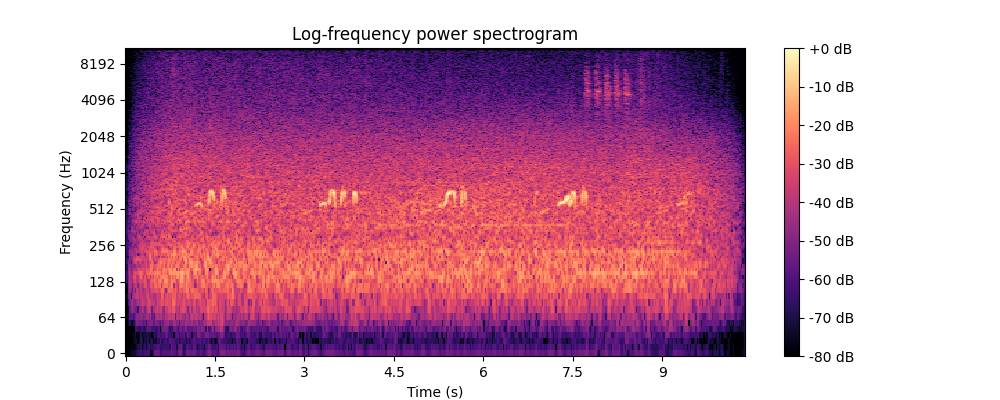 Log-frequency power spectrogram
Frequency (Hz)
8192
4096
2048
1024
512
256
128
64
0
0 1.5 3 4.5 6 7.5 9
Time (s)
+0 dB
-10 dB
-20 dB
-30 dB
-40 dB
-50 dB
-60 dB
-70 dB
-80 dB